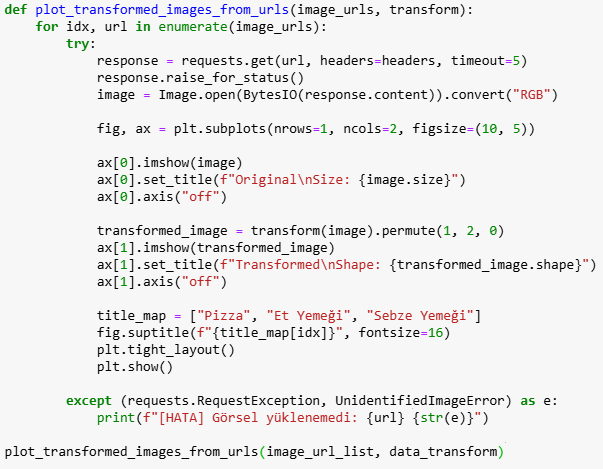 def plot_transformed_images_from_urls(image_urls, transform):
    for idx, url in enumerate(image_urls):
        try:
            response = requests.get(url, headers=headers, timeout=5)
            response.raise_for_status()
            image = Image.open(BytesIO(response.content)).convert("RGB")

            fig, ax = plt.subplots(nrows=1, ncols=2, figsize=(10, 5))

            ax[0].imshow(image)
            ax[0].set_title(f"Original\nSize: {image.size}")
            ax[0].axis("off")

            transformed_image = transform(image).permute(1, 2, 0)
            ax[1].imshow(transformed_image)
            ax[1].set_title(f"Transformed\nShape: {transformed_image.shape}")
            ax[1].axis("off")

            title_map = ["Pizza", "Et Yemeği", "Sebze Yemeği"]
            fig.suptitle(f"{title_map[idx]}", fontsize=16)
            plt.tight_layout()
            plt.show()

        except (requests.RequestException, UnidentifiedImageError) as e:
            print(f"[HATA] Görsel yüklenemedi: {url} {str(e)}")

plot_transformed_images_from_urls(image_url_list, data_transform)